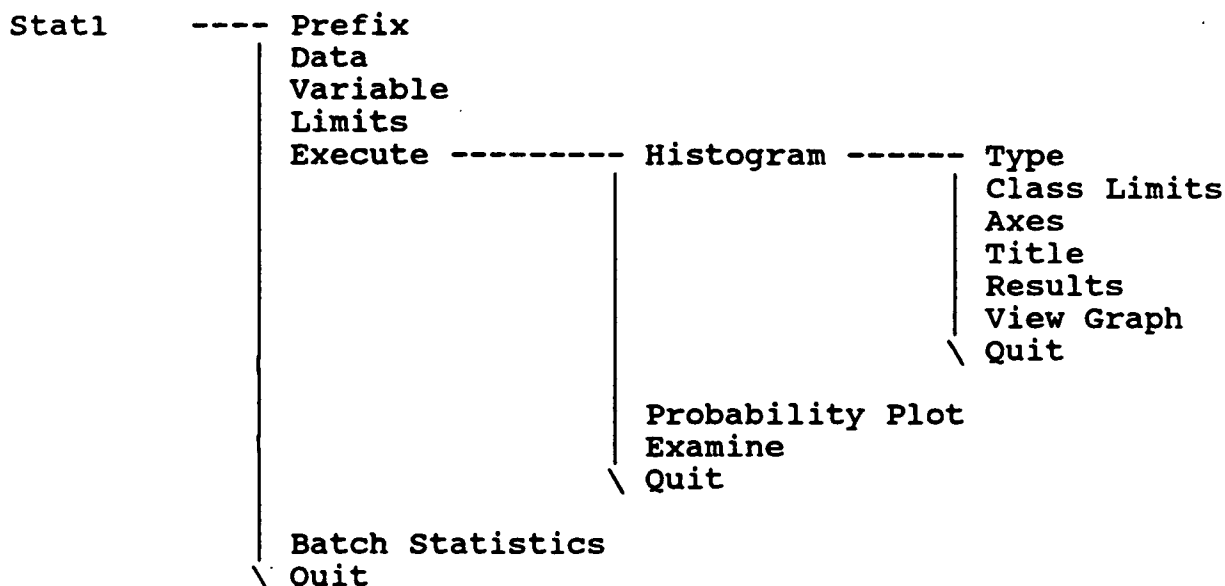 Stat1 ---- Prefix
Data
Variable
Limits
Execute --------- Histogram ------ Type
Class Limits
Axes
Title
Results
View Graph
\ Quit
Probability Plot
Examine
\ Quit
Batch Statistics
\ Quit